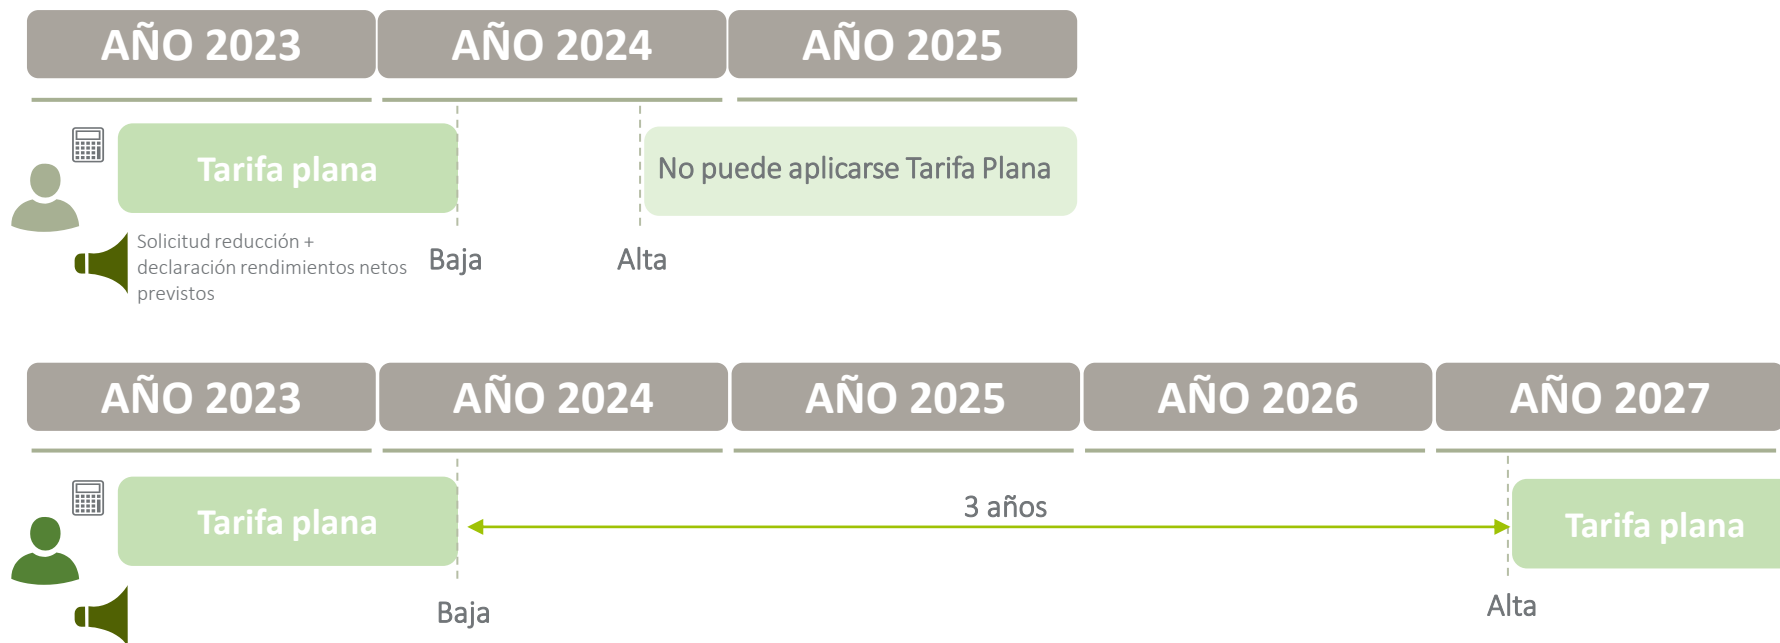 AÑO 2023 AÑO 2024 AÑO 2025
Tarifa plana
No puede aplicarse Tarifa Plana
Solicitud reducción +
declaración rendimientos netos
previstos
Baja
Alta
AÑO 2023 AÑO 2024 AÑO 2025 AÑO 2026 AÑO 2027
Tarifa plana
3 años
Tarifa plana
Baja
Alta